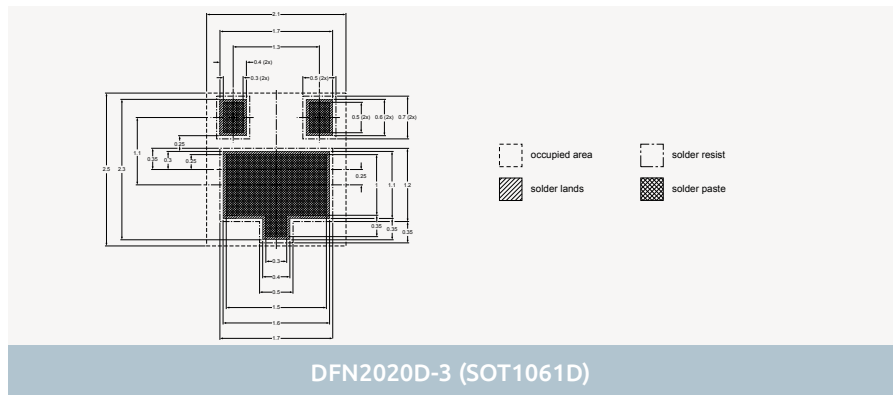 2.1
1.7
1.3
0.4 (2x)
0.3 (2x)
0.5 (2x)
0.5 (2x)
0.6 (2x)
0.7 (2x)
0.25
1.1
0.35
0.3
0.25
2.5
2.3
0.25
1
1.1
1.2
0.35
0.35
0.35
0.3
0.4
0.5
1.5
1.6
1.7
occupied area
solder resist
solder lands
solder paste
DFN2020D-3 (SOT1061D)